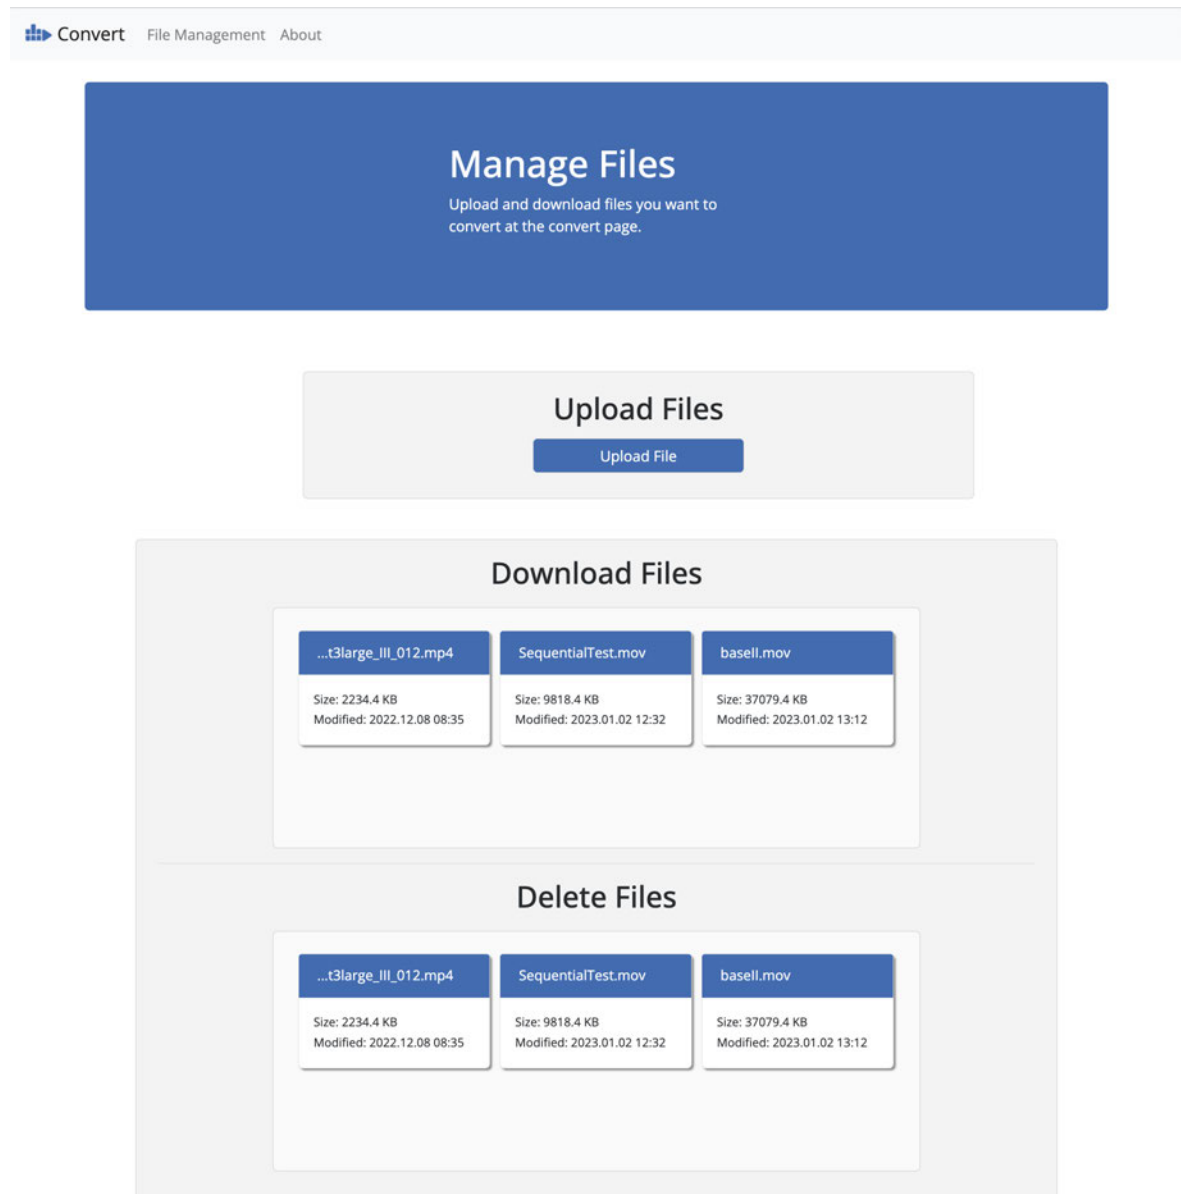 Convert File Management About
Manage Files
Upload and download files you want to
convert at the convert page.
Upload Files
Upload File
Download Files
...t3large_III_012.mp4
Size: 2234.4 KB
Modified: 2022.12.08 08:35
SequentialTest.mov
Size: 9818.4 KB
Modified: 2023.01.02 12:32
baseII.mov
Size: 37079.4 KB
Modified: 2023.01.02 13:12
Delete Files
...t3large_III_012.mp4
Size: 2234.4 KB
Modified: 2022.12.08 08:35
SequentialTest.mov
Size: 9818.4 KB
Modified: 2023.01.02 12:32
baseII.mov
Size: 37079.4 KB
Modified: 2023.01.02 13:12